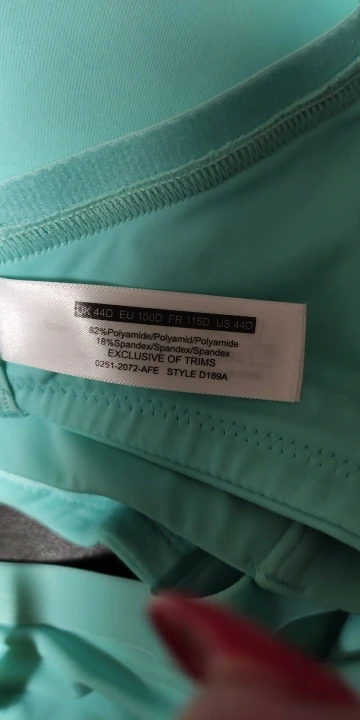 UK 44D EU 100D FR 115D US 44D
82%Polyamide/Polyamid/Polyamide
18%Spandex/Spandex/Spandex
EXCLUSIVE OF TRIMS
0251-2072-AFE STYLE D189A